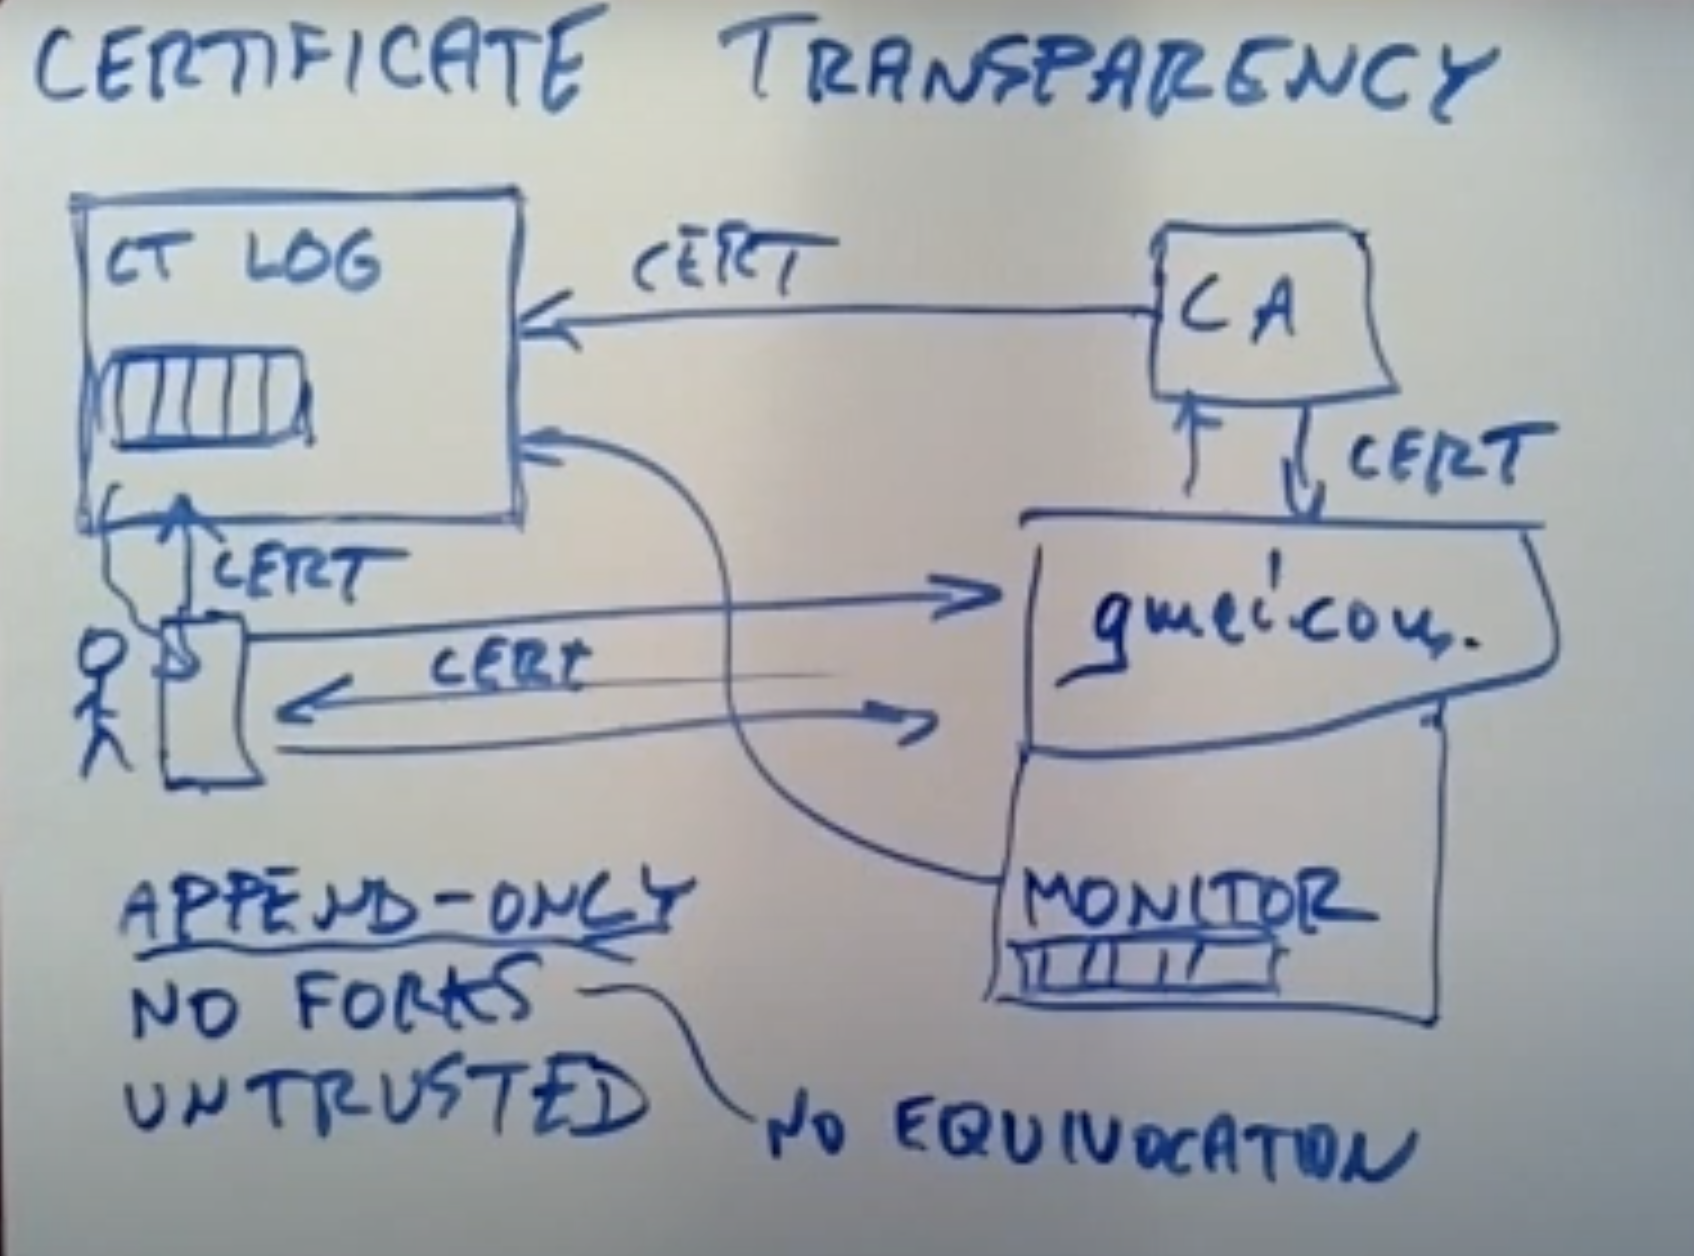 CERTIFICATE TRANSPARENCY
CT LOG
CERT
CA
CERT
CERT
gmail.com.
CERT
MONITOR
APPEND-ONLY
NO FORKS
UNTRUSTED
NO EQUIVOCATION